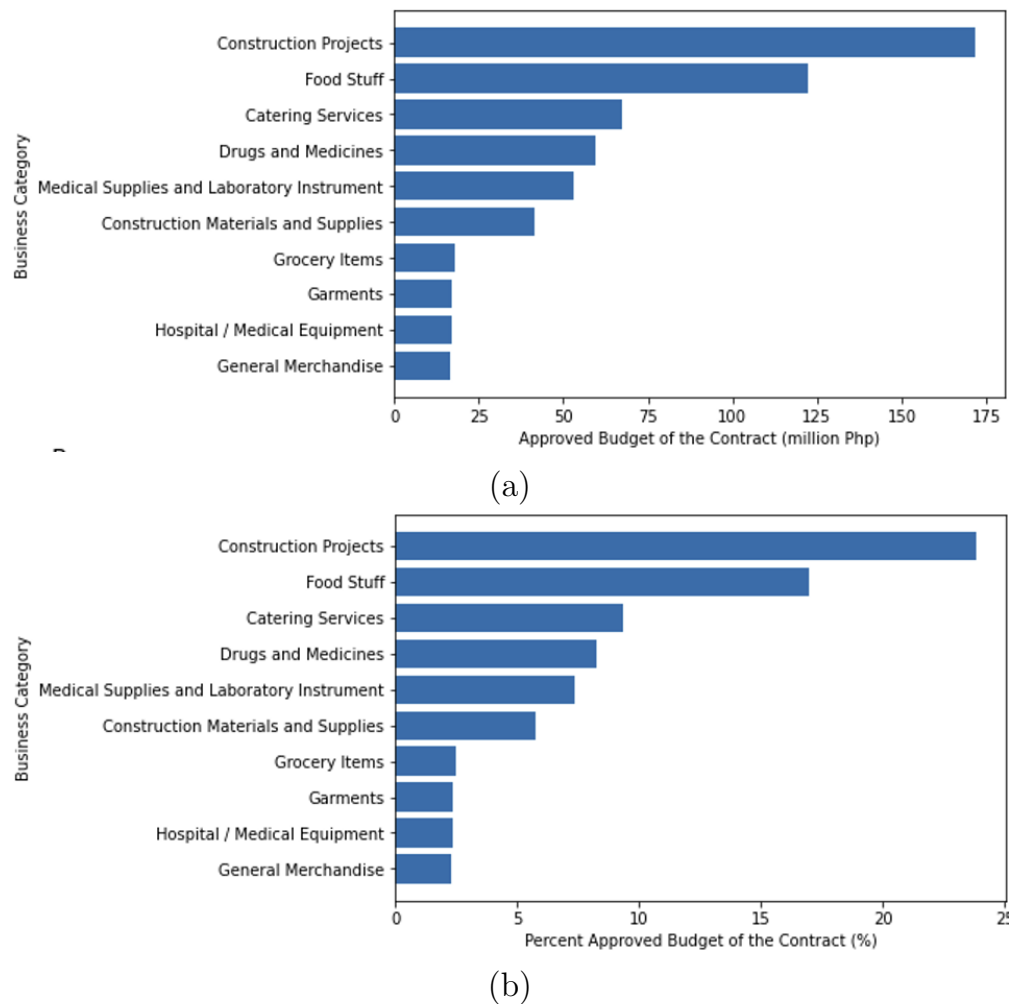 Construction Projects
Food Stuff
Catering Services
Drugs and Medicines
Medical Supplies and Laboratory Instrument
Construction Materials and Supplies
Grocery Items
Garments
Hospital / Medical Equipment
General Merchandise
Business Category
0 25 50 75 100 125 150 175
Approved Budget of the Contract (million Php)
(a)
Construction Projects
Food Stuff
Catering Services
Drugs and Medicines
Medical Supplies and Laboratory Instrument
Construction Materials and Supplies
Grocery Items
Garments
Hospital / Medical Equipment
General Merchandise
Business Category
0 5 10 15 20 25
Percent Approved Budget of the Contract (%)
(b)